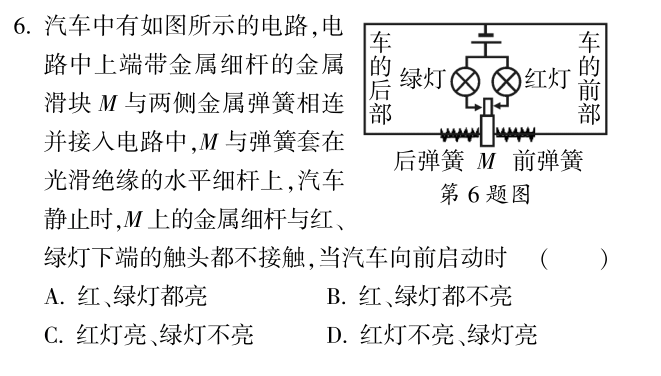 6. 汽车中有如图所示的电路,电
路中上端带金属细杆的金属
滑块 M 与两侧金属弹簧相连
并接入电路中,M 与弹簧套在
光滑绝缘的水平细杆上,汽车
静止时,M 上的金属细杆与红、
绿灯下端的触头都不接触,当汽车向前启动时 (  )
A. 红、绿灯都亮 B. 红、绿灯都不亮
C. 红灯亮、绿灯不亮 D. 红灯不亮、绿灯亮
车的后部
绿灯
红灯
车的前部
后弹簧 M 前弹簧
第 6 题图